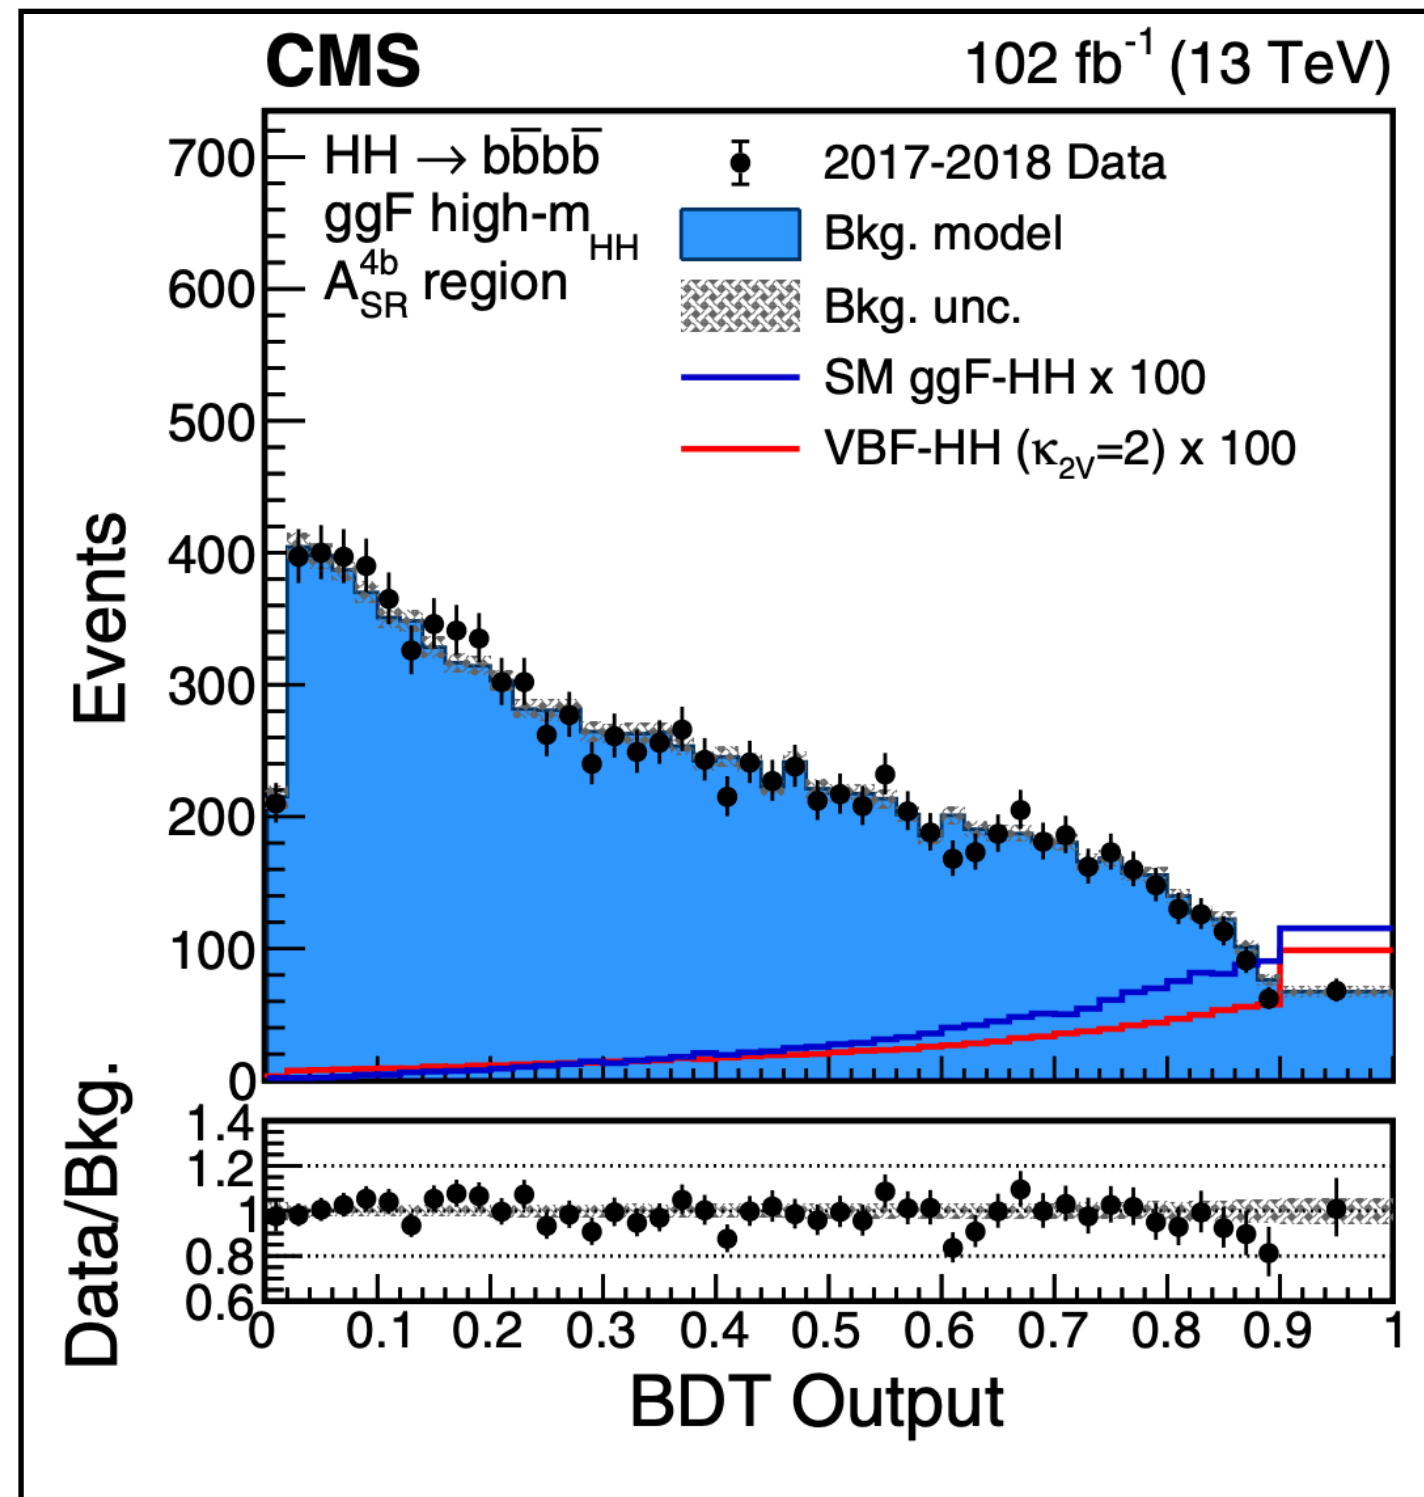 CMS 102 fb⁻¹ (13 TeV)
HH → bb̅bb̅
ggF high-m_HH
A^4b_SR region
2017-2018 Data
Bkg. model
Bkg. unc.
SM ggF-HH x 100
VBF-HH (κ_2V=2) x 100
Events
700
600
500
400
300
200
100
0
Data/Bkg.
1.4
1.2
1
0.8
0.6
0 0.1 0.2 0.3 0.4 0.5 0.6 0.7 0.8 0.9 1
BDT Output